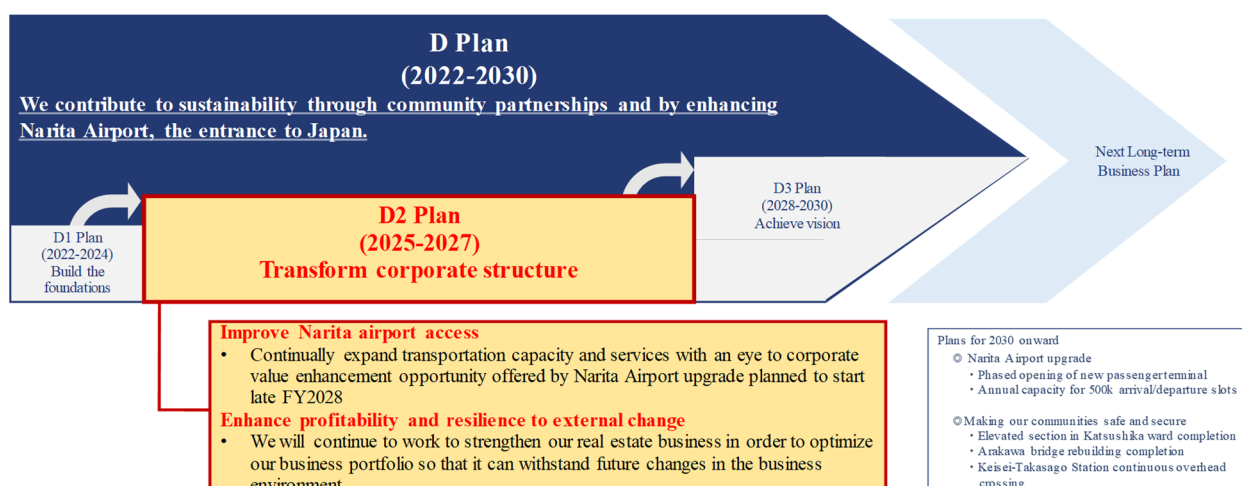 D Plan
(2022-2030)
We contribute to sustainability through community partnerships and by enhancing
Narita Airport, the entrance to Japan.
Next Long-term
Business Plan
D1 Plan
(2022-2024)
Build the
foundations
D2 Plan
(2025-2027)
Transform corporate structure
D3 Plan
(2028-2030)
Achieve vision
Improve Narita airport access
• Continually expand transportation capacity and services with an eye to corporate
value enhancement opportunity offered by Narita Airport upgrade planned to start
late FY2028
Enhance profitability and resilience to external change
• We will continue to work to strengthen our real estate business in order to optimize
our business portfolio so that it can withstand future changes in the business
environment
Plans for 2030 onward
◎ Narita Airport upgrade
・Phased opening of new passenger terminal
・Annual capacity for 500k arrival/departure slots
◎Making our communities safe and secure
・Elevated section in Katsushika ward completion
・Arakawa bridge rebuilding completion
・Keisei-Takasago Station continuous overhead
crossing